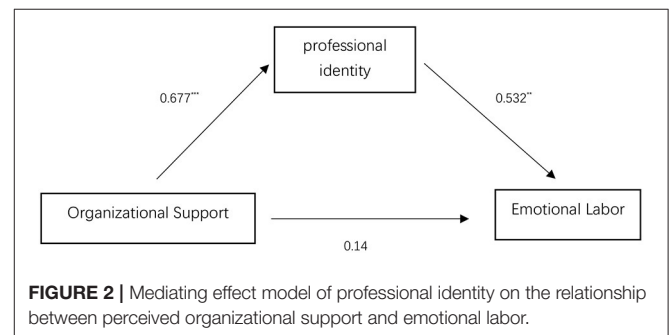 professional
identity
0.677***
0.532**
Organizational Support
Emotional Labor
0.14
FIGURE 2 | Mediating effect model of professional identity on the relationship
between perceived organizational support and emotional labor.